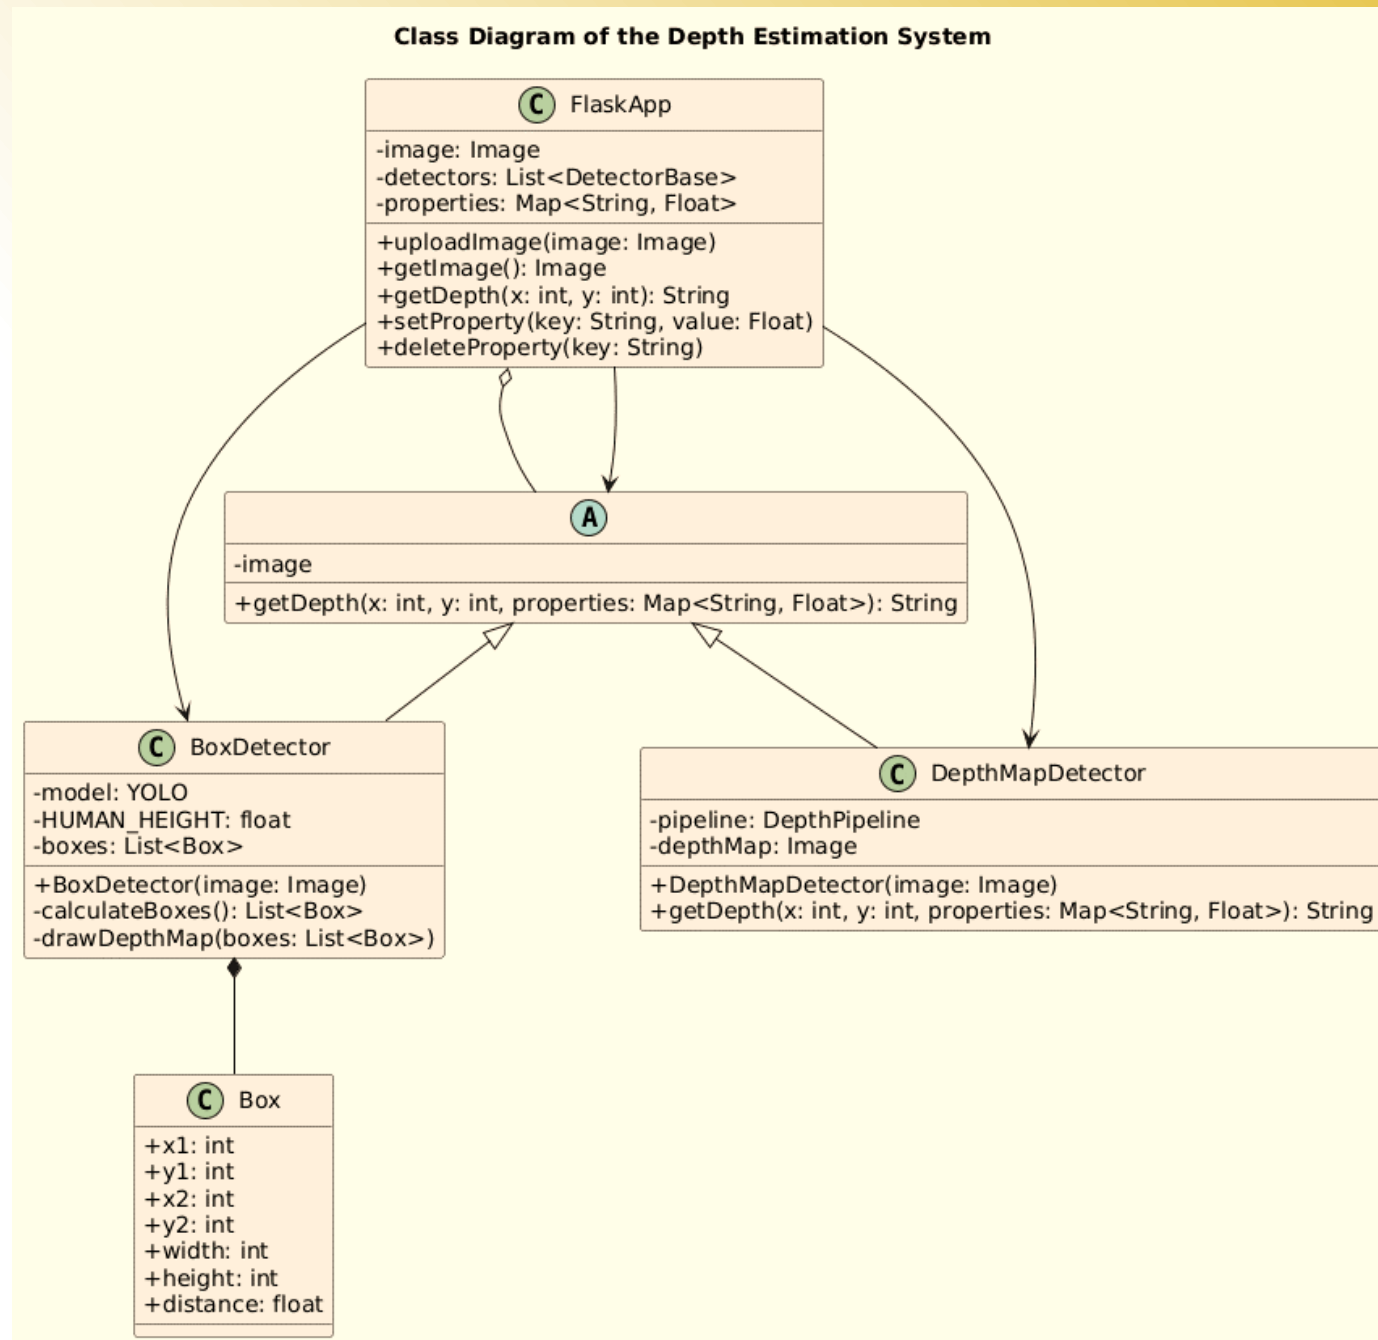 Class Diagram of the Depth Estimation System
C FlaskApp
-image: Image
-detectors: List<DetectorBase>
-properties: Map<String, Float>
+uploadImage(image: Image)
+getImage(): Image
+getDepth(x: int, y: int): String
+setProperty(key: String, value: Float)
+deleteProperty(key: String)
A
-image
+getDepth(x: int, y: int, properties: Map<String, Float>): String
C BoxDetector
-model: YOLO
-HUMAN_HEIGHT: float
-boxes: List<Box>
+BoxDetector(image: Image)
-calculateBoxes(): List<Box>
-drawDepthMap(boxes: List<Box>)
C DepthMapDetector
-pipeline: DepthPipeline
-depthMap: Image
+DepthMapDetector(image: Image)
+getDepth(x: int, y: int, properties: Map<String, Float>): String
C Box
+x1: int
+y1: int
+x2: int
+y2: int
+width: int
+height: int
+distance: float